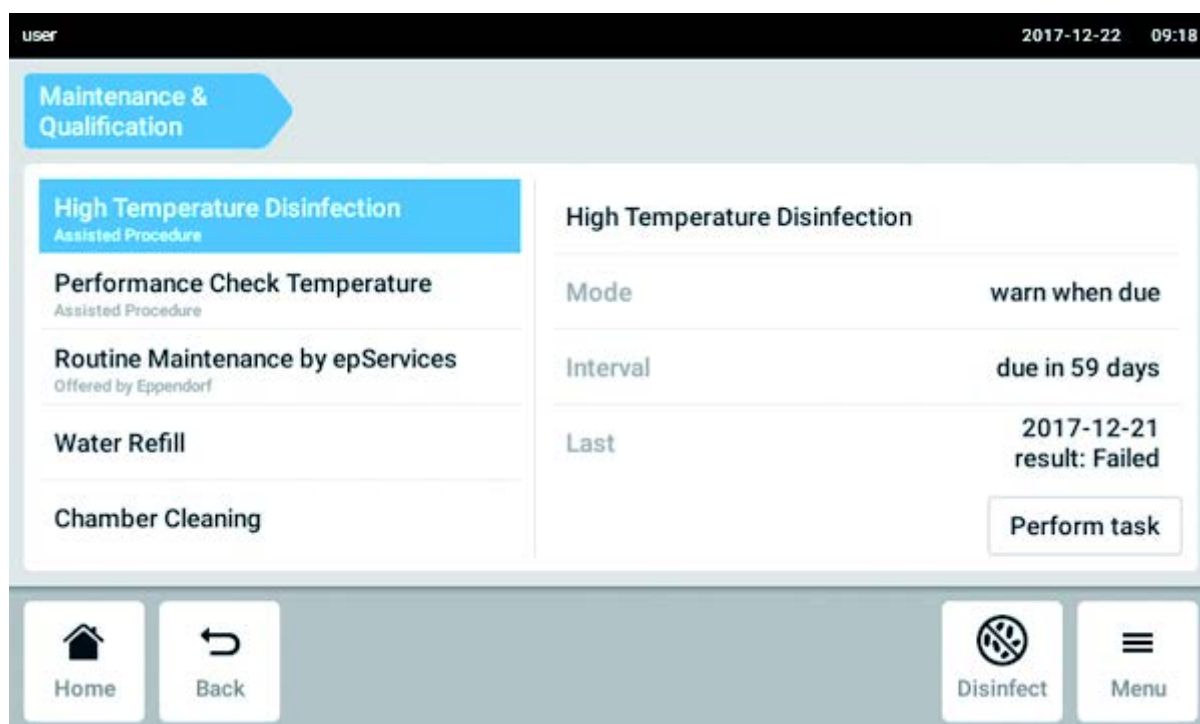 user 2017-12-22 09:18
Maintenance &
Qualification
High Temperature Disinfection
Assisted Procedure
Performance Check Temperature
Assisted Procedure
Routine Maintenance by epServices
Offered by Eppendorf
Water Refill
Chamber Cleaning
High Temperature Disinfection
Mode warn when due
Interval due in 59 days
Last 2017-12-21
result: Failed
Perform task
Home Back Disinfect Menu